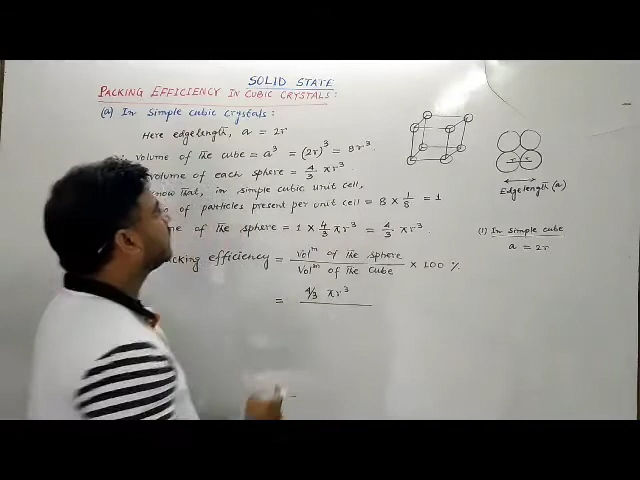 SOLID STATE
PACKING EFFICIENCY IN CUBIC CRYSTALS:
(a) In simple cubic crystals:
Here edgelength, a = 2r
volume of the cube = a³ = (2r)³ = 8r³.
volume of each sphere = 4/3 πr³.
know that, in simple cubic unit cell,
of particles present per unit cell = 8 × 1/8 = 1
of the sphere = 1 × 4/3 πr³ = 4/3 πr³.
efficiency = volᵐ of the sphere / volᵐ of the cube × 100 %
= 4/3 πr³
r r
Edgelength (a)
(1) In simple cube
a = 2r